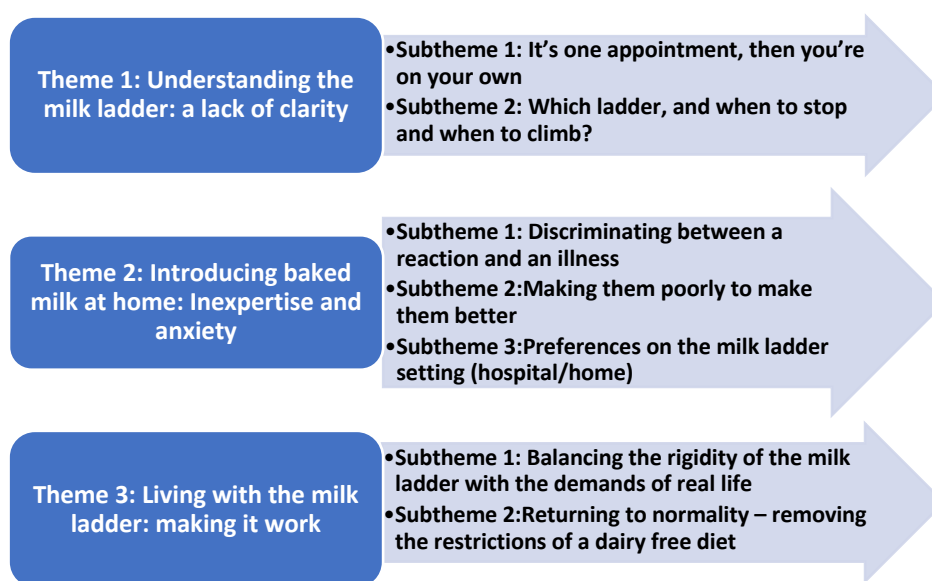 Theme 1: Understanding the
milk ladder: a lack of clarity
•Subtheme 1: It’s one appointment, then you’re
on your own
•Subtheme 2: Which ladder, and when to stop
and when to climb?
Theme 2: Introducing baked
milk at home: Inexpertise and
anxiety
•Subtheme 1: Discriminating between a
reaction and an illness
•Subtheme 2:Making them poorly to make
them better
•Subtheme 3:Preferences on the milk ladder
setting (hospital/home)
Theme 3: Living with the milk
ladder: making it work
•Subtheme 1: Balancing the rigidity of the milk
ladder with the demands of real life
•Subtheme 2:Returning to normality – removing
the restrictions of a dairy free diet